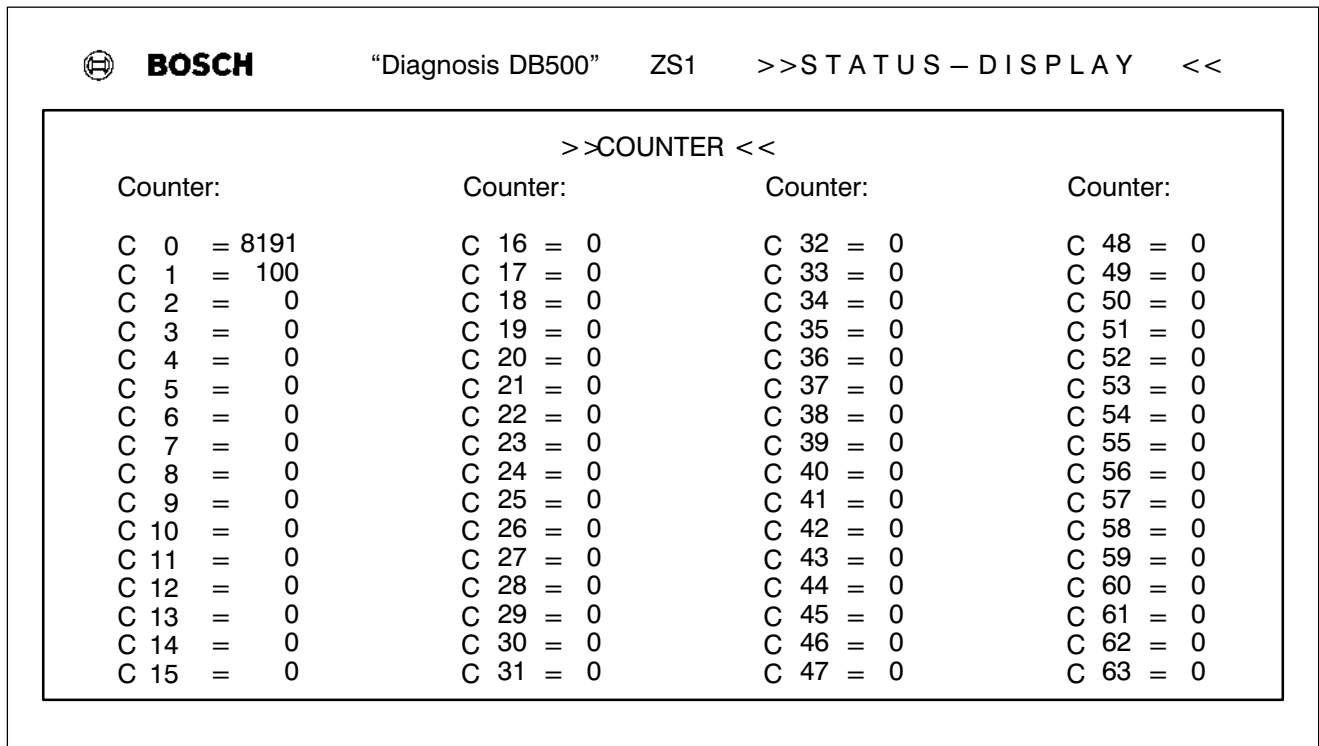 BOSCH "Diagnosis DB500" ZS1 >>STATUS–DISPLAY <<
>>COUNTER <<
Counter: Counter: Counter: Counter:
C 0 = 8191 C 16 = 0 C 32 = 0 C 48 = 0
C 1 = 100 C 17 = 0 C 33 = 0 C 49 = 0
C 2 = 0 C 18 = 0 C 34 = 0 C 50 = 0
C 3 = 0 C 19 = 0 C 35 = 0 C 51 = 0
C 4 = 0 C 20 = 0 C 36 = 0 C 52 = 0
C 5 = 0 C 21 = 0 C 37 = 0 C 53 = 0
C 6 = 0 C 22 = 0 C 38 = 0 C 54 = 0
C 7 = 0 C 23 = 0 C 39 = 0 C 55 = 0
C 8 = 0 C 24 = 0 C 40 = 0 C 56 = 0
C 9 = 0 C 25 = 0 C 41 = 0 C 57 = 0
C 10 = 0 C 26 = 0 C 42 = 0 C 58 = 0
C 11 = 0 C 27 = 0 C 43 = 0 C 59 = 0
C 12 = 0 C 28 = 0 C 44 = 0 C 60 = 0
C 13 = 0 C 29 = 0 C 45 = 0 C 61 = 0
C 14 = 0 C 30 = 0 C 46 = 0 C 62 = 0
C 15 = 0 C 31 = 0 C 47 = 0 C 63 = 0